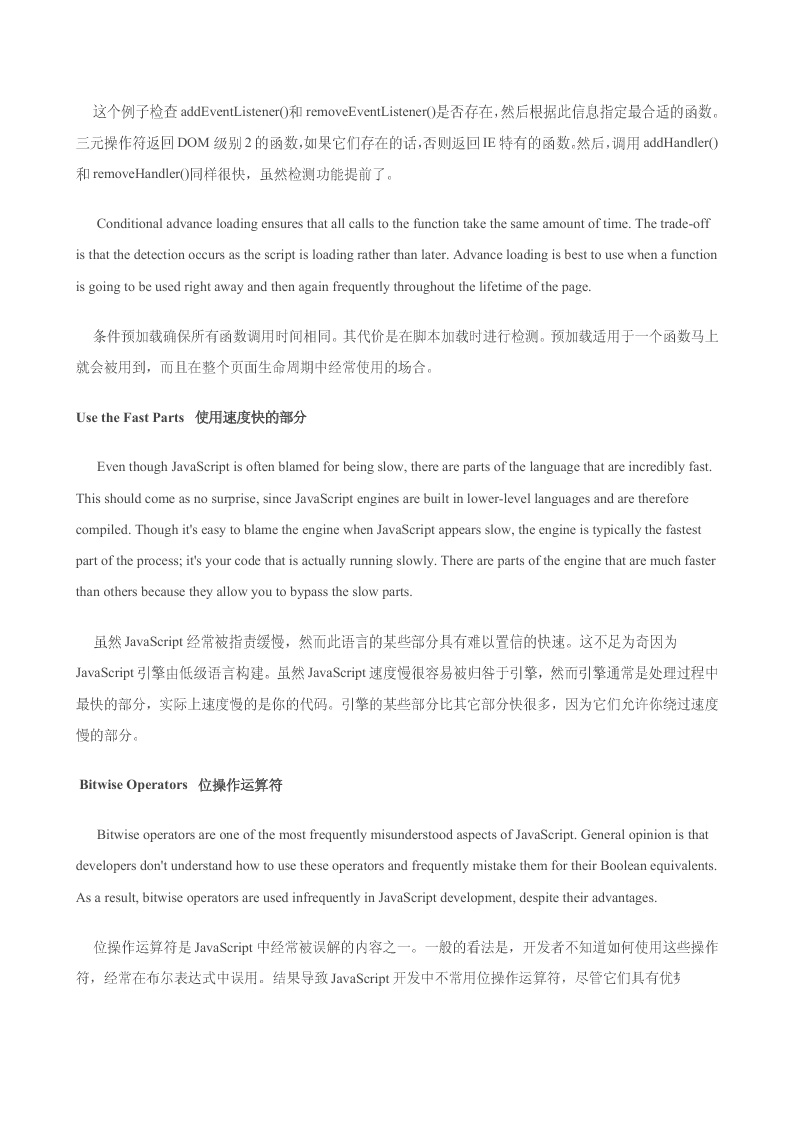 这个例子检查 addEventListener()和 removeEventListener()是否存在，然后根据此信息指定最合适的函数。
三元操作符返回 DOM 级别 2 的函数，如果它们存在的话，否则返回 IE 特有的函数。然后，调用 addHandler()
和 removeHandler()同样很快，虽然检测功能提前了。
Conditional advance loading ensures that all calls to the function take the same amount of time. The trade-off
is that the detection occurs as the script is loading rather than later. Advance loading is best to use when a function
is going to be used right away and then again frequently throughout the lifetime of the page.
条件预加载确保所有函数调用时间相同。其代价是在脚本加载时进行检测。预加载适用于一个函数马上
就会被用到，而且在整个页面生命周期中经常使用的场合。
Use the Fast Parts 使用速度快的部分
Even though JavaScript is often blamed for being slow, there are parts of the language that are incredibly fast.
This should come as no surprise, since JavaScript engines are built in lower-level languages and are therefore
compiled. Though it's easy to blame the engine when JavaScript appears slow, the engine is typically the fastest
part of the process; it's your code that is actually running slowly. There are parts of the engine that are much faster
than others because they allow you to bypass the slow parts.
虽然 JavaScript 经常被指责缓慢，然而此语言的某些部分具有难以置信的快速。这不足为奇因为
JavaScript 引擎由低级语言构建。虽然 JavaScript 速度慢很容易被归咎于引擎，然而引擎通常是处理过程中
最快的部分，实际上速度慢的是你的代码。引擎的某些部分比其它部分快很多，因为它们允许你绕过速度
慢的部分。
Bitwise Operators 位操作运算符
Bitwise operators are one of the most frequently misunderstood aspects of JavaScript. General opinion is that
developers don't understand how to use these operators and frequently mistake them for their Boolean equivalents.
As a result, bitwise operators are used infrequently in JavaScript development, despite their advantages.
位操作运算符是 JavaScript 中经常被误解的内容之一。一般的看法是，开发者不知道如何使用这些操作
符，经常在布尔表达式中误用。结果导致 JavaScript 开发中不常用位操作运算符，尽管它们具有优